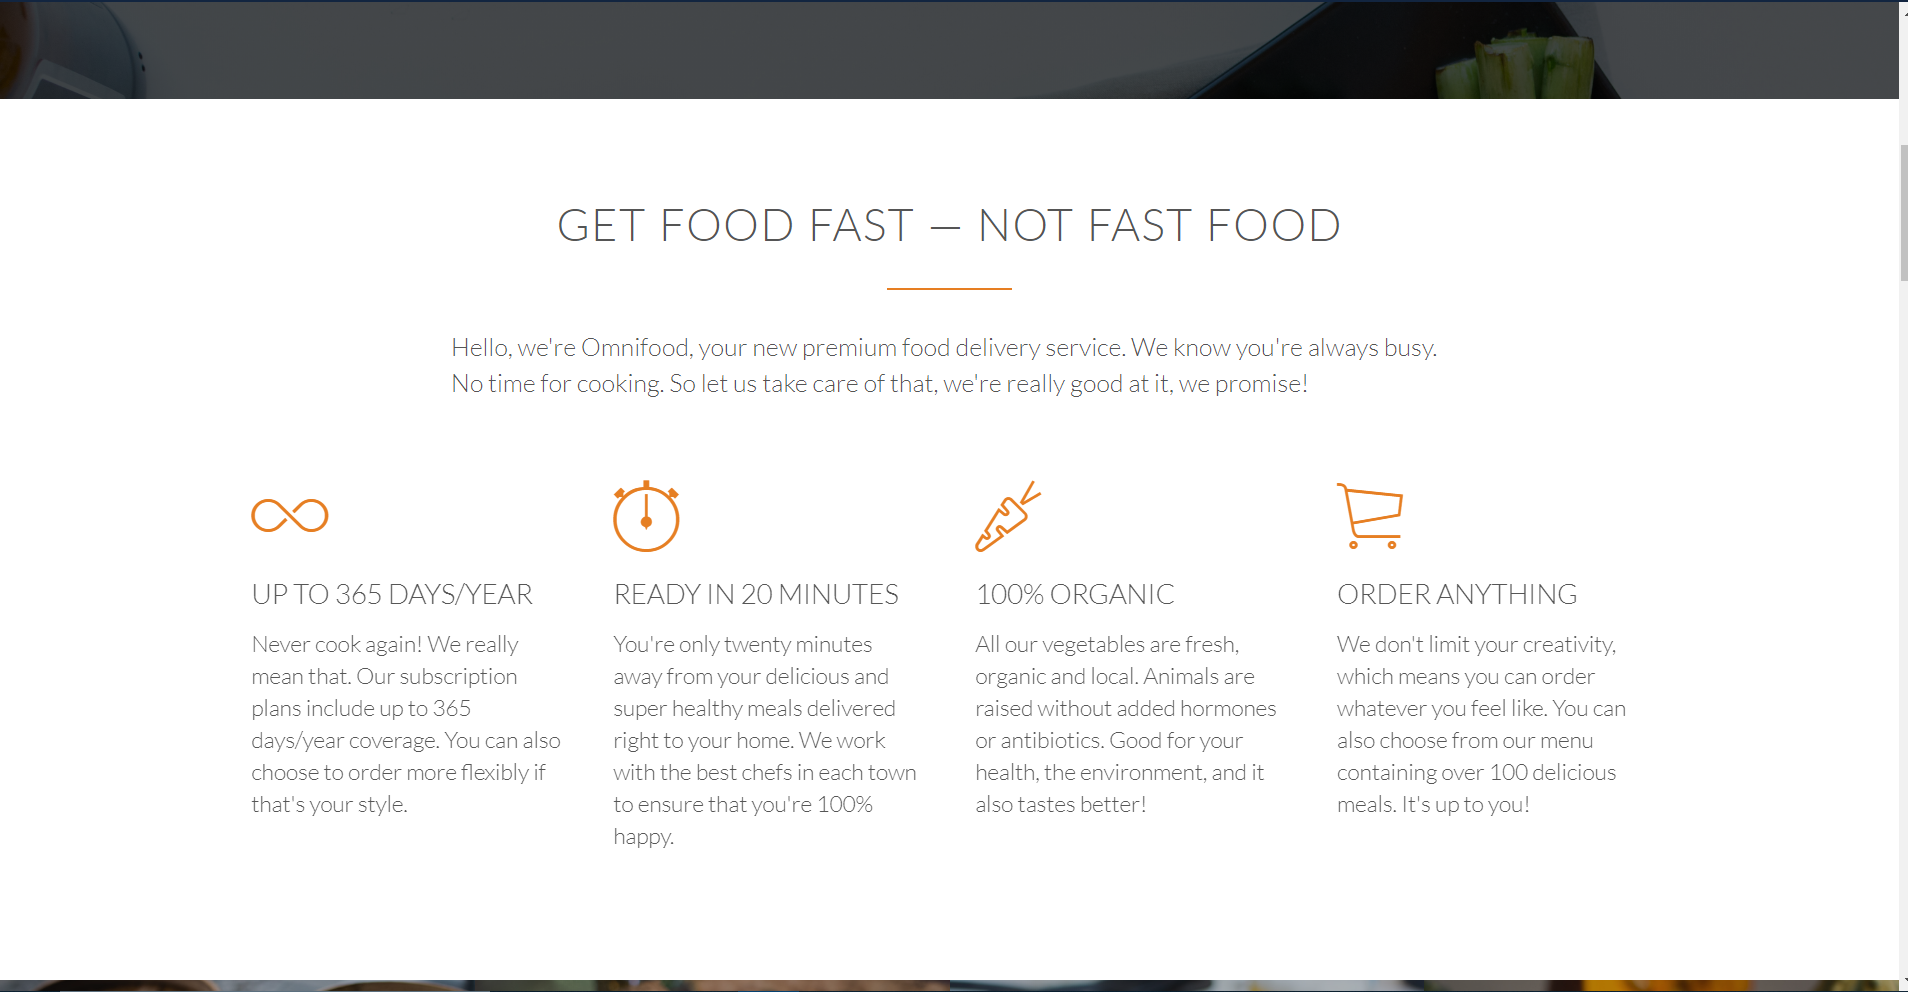 GET FOOD FAST — NOT FAST FOOD
Hello, we're Omnifood, your new premium food delivery service. We know you're always busy.
No time for cooking. So let us take care of that, we're really good at it, we promise!
UP TO 365 DAYS/YEAR
Never cook again! We really
mean that. Our subscription
plans include up to 365
days/year coverage. You can also
choose to order more flexibly if
that's your style.
READY IN 20 MINUTES
You're only twenty minutes
away from your delicious and
super healthy meals delivered
right to your home. We work
with the best chefs in each town
to ensure that you're 100%
happy.
100% ORGANIC
All our vegetables are fresh,
organic and local. Animals are
raised without added hormones
or antibiotics. Good for your
health, the environment, and it
also tastes better!
ORDER ANYTHING
We don't limit your creativity,
which means you can order
whatever you feel like. You can
also choose from our menu
containing over 100 delicious
meals. It's up to you!